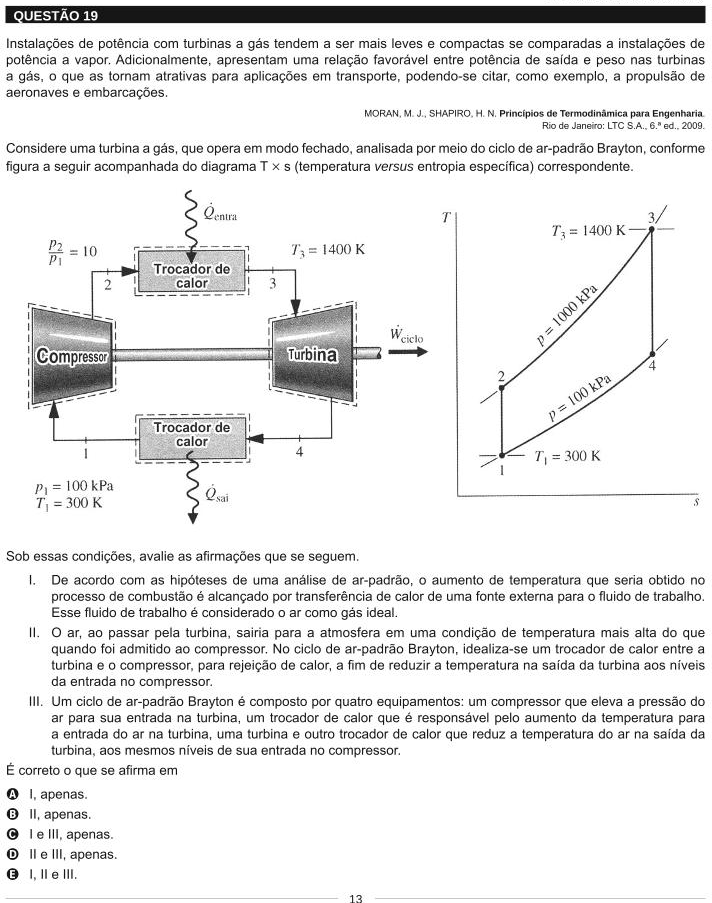 QUESTÃO 19
Instalações de potência com turbinas a gás tendem a ser mais leves e compactas se comparadas a instalações de
potência a vapor. Adicionalmente, apresentam uma relação favorável entre potência de saída e peso nas turbinas
a gás, o que as tornam atrativas para aplicações em transporte, podendo-se citar, como exemplo, a propulsão de
aeronaves e embarcações.
MORAN, M. J., SHAPIRO, H. N. Princípios de Termodinâmica para Engenharia.
Rio de Janeiro: LTC S.A., 6.ª ed., 2009.
Considere uma turbina a gás, que opera em modo fechado, analisada por meio do ciclo de ar-padrão Brayton, conforme
figura a seguir acompanhada do diagrama T × s (temperatura versus entropia específica) correspondente.
Q̇entra
p2/p1 = 10
T3 = 1400 K
Trocador de
calor
2
3
Compressor
Turbina
Ẇciclo
Trocador de
calor
1
4
p1 = 100 kPa
T1 = 300 K
Q̇sai
T
T3 = 1400 K
3
p = 1000 kPa
2
4
p = 100 kPa
T1 = 300 K
1
s
Sob essas condições, avalie as afirmações que se seguem.
I. De acordo com as hipóteses de uma análise de ar-padrão, o aumento de temperatura que seria obtido no
processo de combustão é alcançado por transferência de calor de uma fonte externa para o fluido de trabalho.
Esse fluido de trabalho é considerado o ar como gás ideal.
II. O ar, ao passar pela turbina, sairia para a atmosfera em uma condição de temperatura mais alta do que
quando foi admitido ao compressor. No ciclo de ar-padrão Brayton, idealiza-se um trocador de calor entre a
turbina e o compressor, para rejeição de calor, a fim de reduzir a temperatura na saída da turbina aos níveis
da entrada no compressor.
III. Um ciclo de ar-padrão Brayton é composto por quatro equipamentos: um compressor que eleva a pressão do
ar para sua entrada na turbina, um trocador de calor que é responsável pelo aumento da temperatura para
a entrada do ar na turbina, uma turbina e outro trocador de calor que reduz a temperatura do ar na saída da
turbina, aos mesmos níveis de sua entrada no compressor.
É correto o que se afirma em
A I, apenas.
B II, apenas.
C I e III, apenas.
D II e III, apenas.
E I, II e III.
13